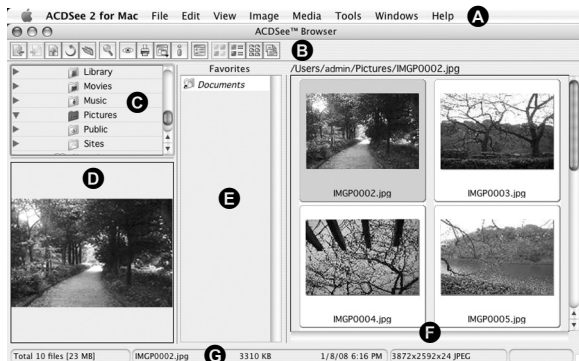 ACDSee 2 for Mac File Edit View Image Media Tools Windows Help A
ACDSee™ Browser
B
Library
Movies
Music
Pictures
Public
Sites
C
Favorites
Documents
E
/Users/admin/Pictures/IMGP0002.jpg
IMGP0002.jpg
IMGP0003.jpg
IMGP0004.jpg
IMGP0005.jpg
D
F
Total 10 files [23 MB] IMGP0002.jpg G 3310 KB 1/8/08 6:16 PM 3872x2592x24 JPEG